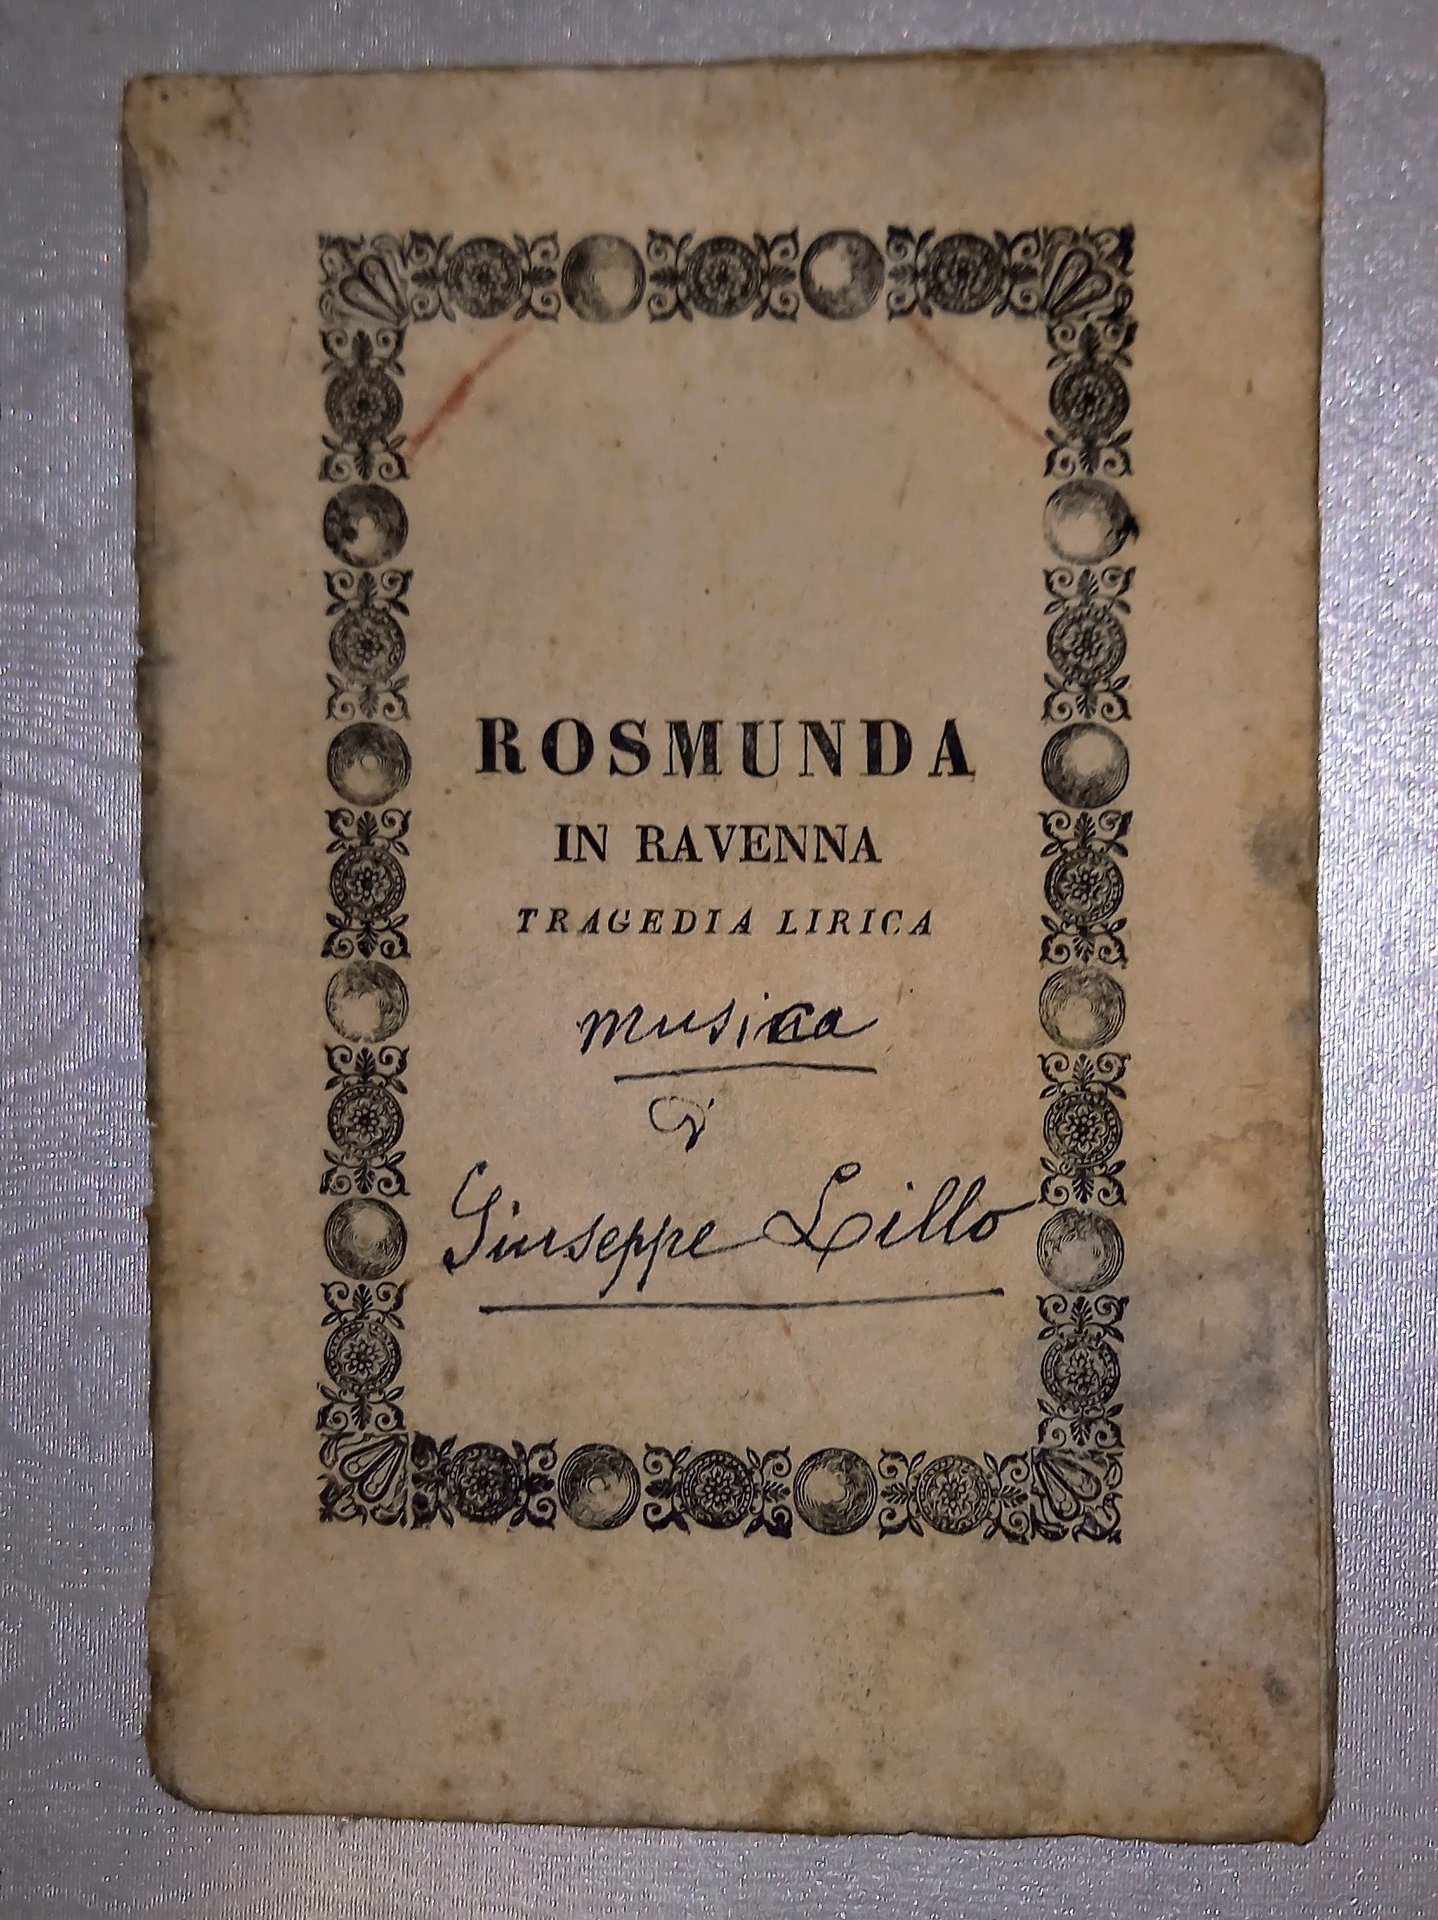 ROSMUNDA
IN RAVENNA
TRAGEDIA LIRICA
musica
di
Giuseppe Lillo